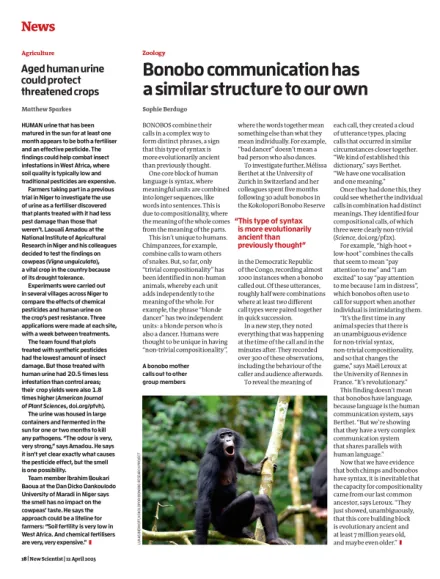 News
Agriculture
Aged human urine
could protect
threatened crops
Matthew Sparkes
HUMAN urine that has been
matured in the sun for at least one
month appears to be both a fertiliser
and an effective pesticide. The
findings could help combat insect
infestations in West Africa, where
soil quality is typically low and
traditional pesticides are expensive.
Farmers taking part in a previous
trial in Niger to investigate the use
of urine as a fertiliser discovered
that plants treated with it had less
pest damage than those that
weren't. Laouali Amadou at the
National Institute of Agricultural
Research in Niger and his colleagues
decided to test the findings on
cowpeas (Vigna unguiculata),
a vital crop in the country because
of its drought tolerance.
Experiments were carried out
in several villages across Niger to
compare the effects of chemical
pesticides and human urine on
the crop's pest resistance. Three
applications were made at each site,
with a week between treatments.
The team found that plots
treated with synthetic pesticides
had the lowest amount of insect
damage. But those treated with
human urine had 20.5 times less
infestation than control areas;
their crop yields were also 1.8
times higher (American Journal
of Plant Sciences, doi.org/pfvh).
The urine was housed in large
containers and fermented in the
sun for one or two months to kill
any pathogens. "The odour is very,
very strong," says Amadou. He says
it isn't yet clear exactly what causes
the pesticide effect, but the smell
is one possibility.
Team member Ibrahim Boukari
Baoua at the Dan Dicko Dankoulodo
University of Maradi in Niger says
the smell has no impact on the
cowpeas' taste. He says the
approach could be a lifeline for
farmers: "Soil fertility is very low in
West Africa. And chemical fertilisers
are very, very expensive."
Zoology
Bonobo communication has
a similar structure to our own
Sophie Berdugo
BONOBOS combine their
calls in a complex way to
form distinct phrases, a sign
that this type of syntax is
more evolutionarily ancient
than previously thought.
One core block of human
language is syntax, where
meaningful units are combined
into longer sequences, like
words into sentences. This is
due to compositionality, where
the meaning of the whole comes
from the meaning of the parts.
This isn't unique to humans.
Chimpanzees, for example,
combine calls to warn others
of snakes. But, so far, only
"trivial compositionality" has
been identified in non-human
animals, whereby each unit
adds independently to the
meaning of the whole. For
example, the phrase "blonde
dancer" has two independent
units: a blonde person who is
also a dancer. Humans were
thought to be unique in having
"non-trivial compositionality",
A bonobo mother
calls out to other
group members
where the words together mean
something else than what they
mean individually. For example,
"bad dancer" doesn't mean a
bad person who also dances.
To investigate further, Mélissa
Berthet at the University of
Zurich in Switzerland and her
colleagues spent five months
following 30 adult bonobos in
the Kokolopori Bonobo Reserve
"This type of syntax
is more evolutionarily
ancient than
previously thought"
in the Democratic Republic
of the Congo, recording almost
1000 instances when a bonobo
called out. Of these utterances,
roughly half were combinations
where at least two different
call types were paired together
in quick succession.
In a new step, they noted
everything that was happening
at the time of the call and in the
minutes after. They recorded
over 300 of these observations,
including the behaviour of the
caller and audience afterwards.
To reveal the meaning of
each call, they created a cloud
of utterance types, placing
calls that occurred in similar
circumstances closer together.
"We kind of established this
dictionary," says Berthet.
"We have one vocalisation
and one meaning."
Once they had done this, they
could see whether the individual
calls in combination had distinct
meanings. They identified four
compositional calls, of which
three were clearly non-trivial
(Science, doi.org/pfzx).
For example, "high-hoot +
low-hoot" combines the calls
that seem to mean "pay
attention to me" and "I am
excited" to say "pay attention
to me because I am in distress",
which bonobos often use to
call for support when another
individual is intimidating them.
"It's the first time in any
animal species that there is
an unambiguous evidence
for non-trivial syntax,
non-trivial compositionality,
and so that changes the
game," says Maël Leroux at
the University of Rennes in
France. "It's revolutionary."
This finding doesn't mean
that bonobos have language,
because language is the human
communication system, says
Berthet. "But we're showing
that they have a very complex
communication system
that shares parallels with
human language."
Now that we have evidence
that both chimps and bonobos
have syntax, it is inevitable that
the capacity for compositionality
came from our last common
ancestor, says Leroux. "They
just showed, unambiguously,
that this core building block
is evolutionary ancient and
at least 7 million years old,
and maybe even older."
18 | New Scientist | 12 April 2025